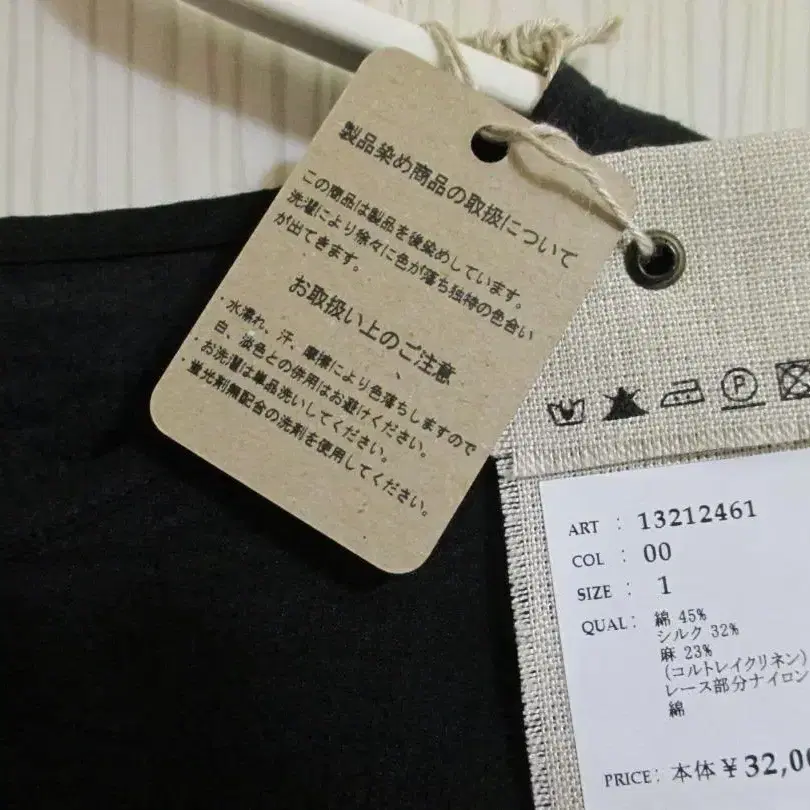 製品染め商品の取扱について
この商品は製品を後染めしています。
洗濯により徐々に色が落ち独特の色合い
が出てきます。
お取扱い上のご注意
・水濡れ、汗、摩擦により色落ちしますので
白、淡色との併用はお避けください。
・お洗濯は単品洗いしてください。
・蛍光剤無配合の洗剤を使用してください。
P
ART : 13212461
COL : 00
SIZE : 1
QUAL: 綿 45%
シルク 32%
麻 23%
(コルトレイクリネン)
レース部分ナイロン
綿
PRICE: 本体¥32,00